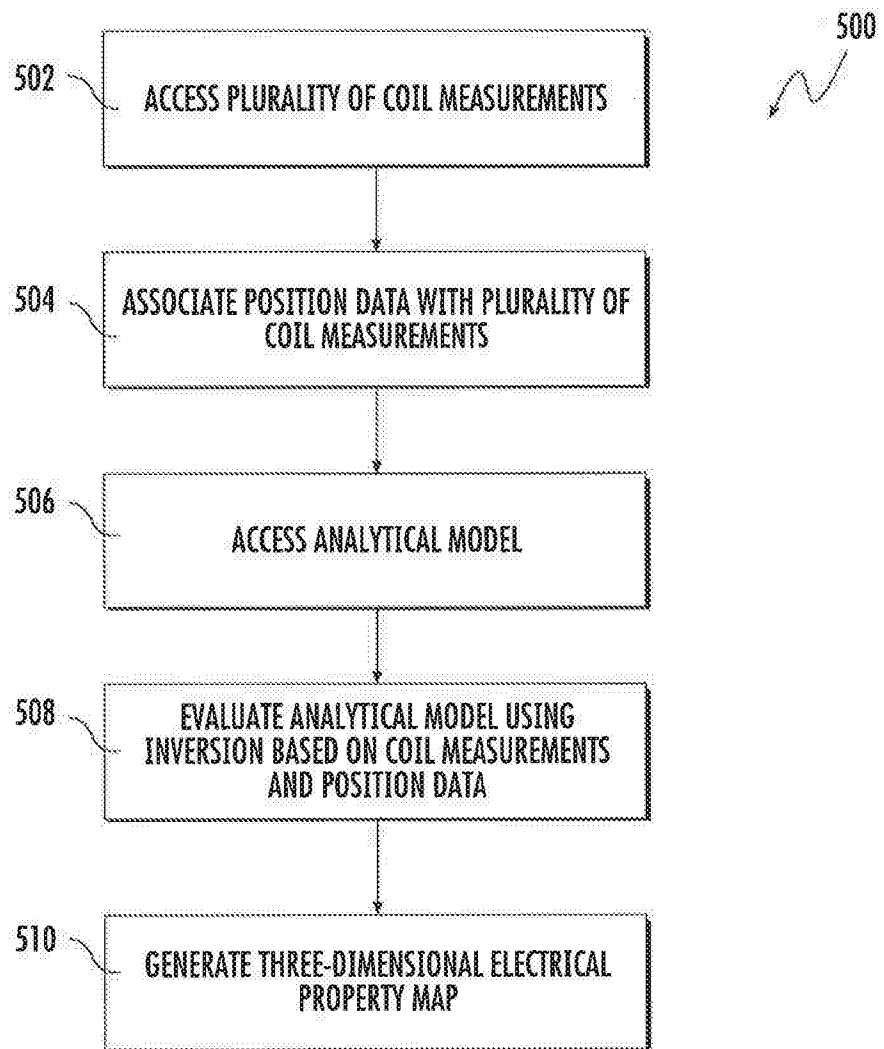 500
502
ACCESS PLURALITY OF COIL MEASUREMENTS
504
ASSOCIATE POSITION DATA WITH PLURALITY OF
COIL MEASUREMENTS
506
ACCESS ANALYTICAL MODEL
508
EVALUATE ANALYTICAL MODEL USING
INVERSION BASED ON COIL MEASUREMENTS
AND POSITION DATA
510
GENERATE THREE-DIMENSIONAL ELECTRICAL
PROPERTY MAP